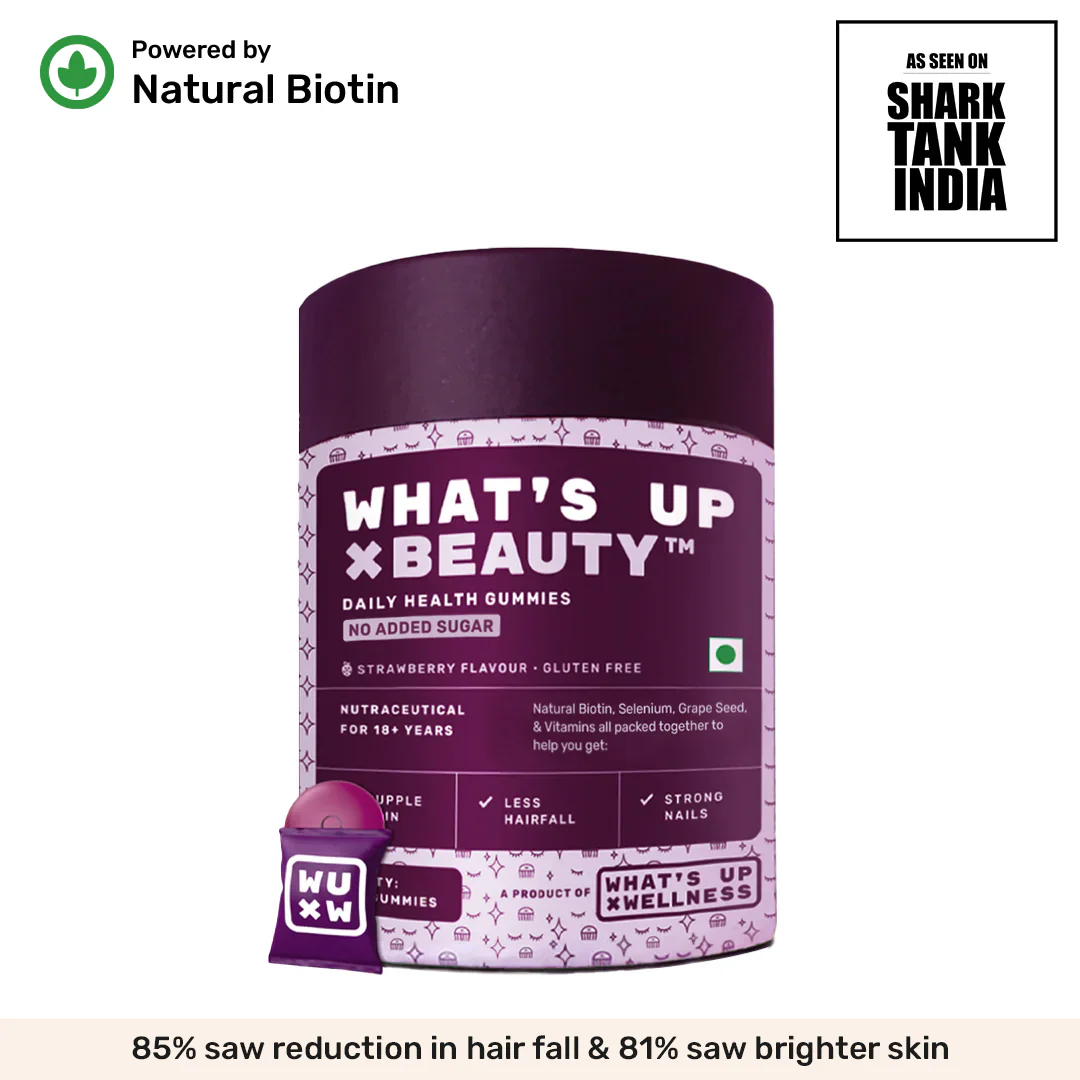 Powered by
Natural Biotin
AS SEEN ON
SHARK
TANK
INDIA
WHAT'S UP
×BEAUTY™
DAILY HEALTH GUMMIES
NO ADDED SUGAR
STRAWBERRY FLAVOUR · GLUTEN FREE
NUTRACEUTICAL
FOR 18+ YEARS
Natural Biotin, Selenium, Grape Seed,
& Vitamins all packed together to
help you get:
LESS
HAIRFALL
STRONG
NAILS
WU
×W
A PRODUCT OF
WHAT'S UP
×WELLNESS
85% saw reduction in hair fall & 81% saw brighter skin